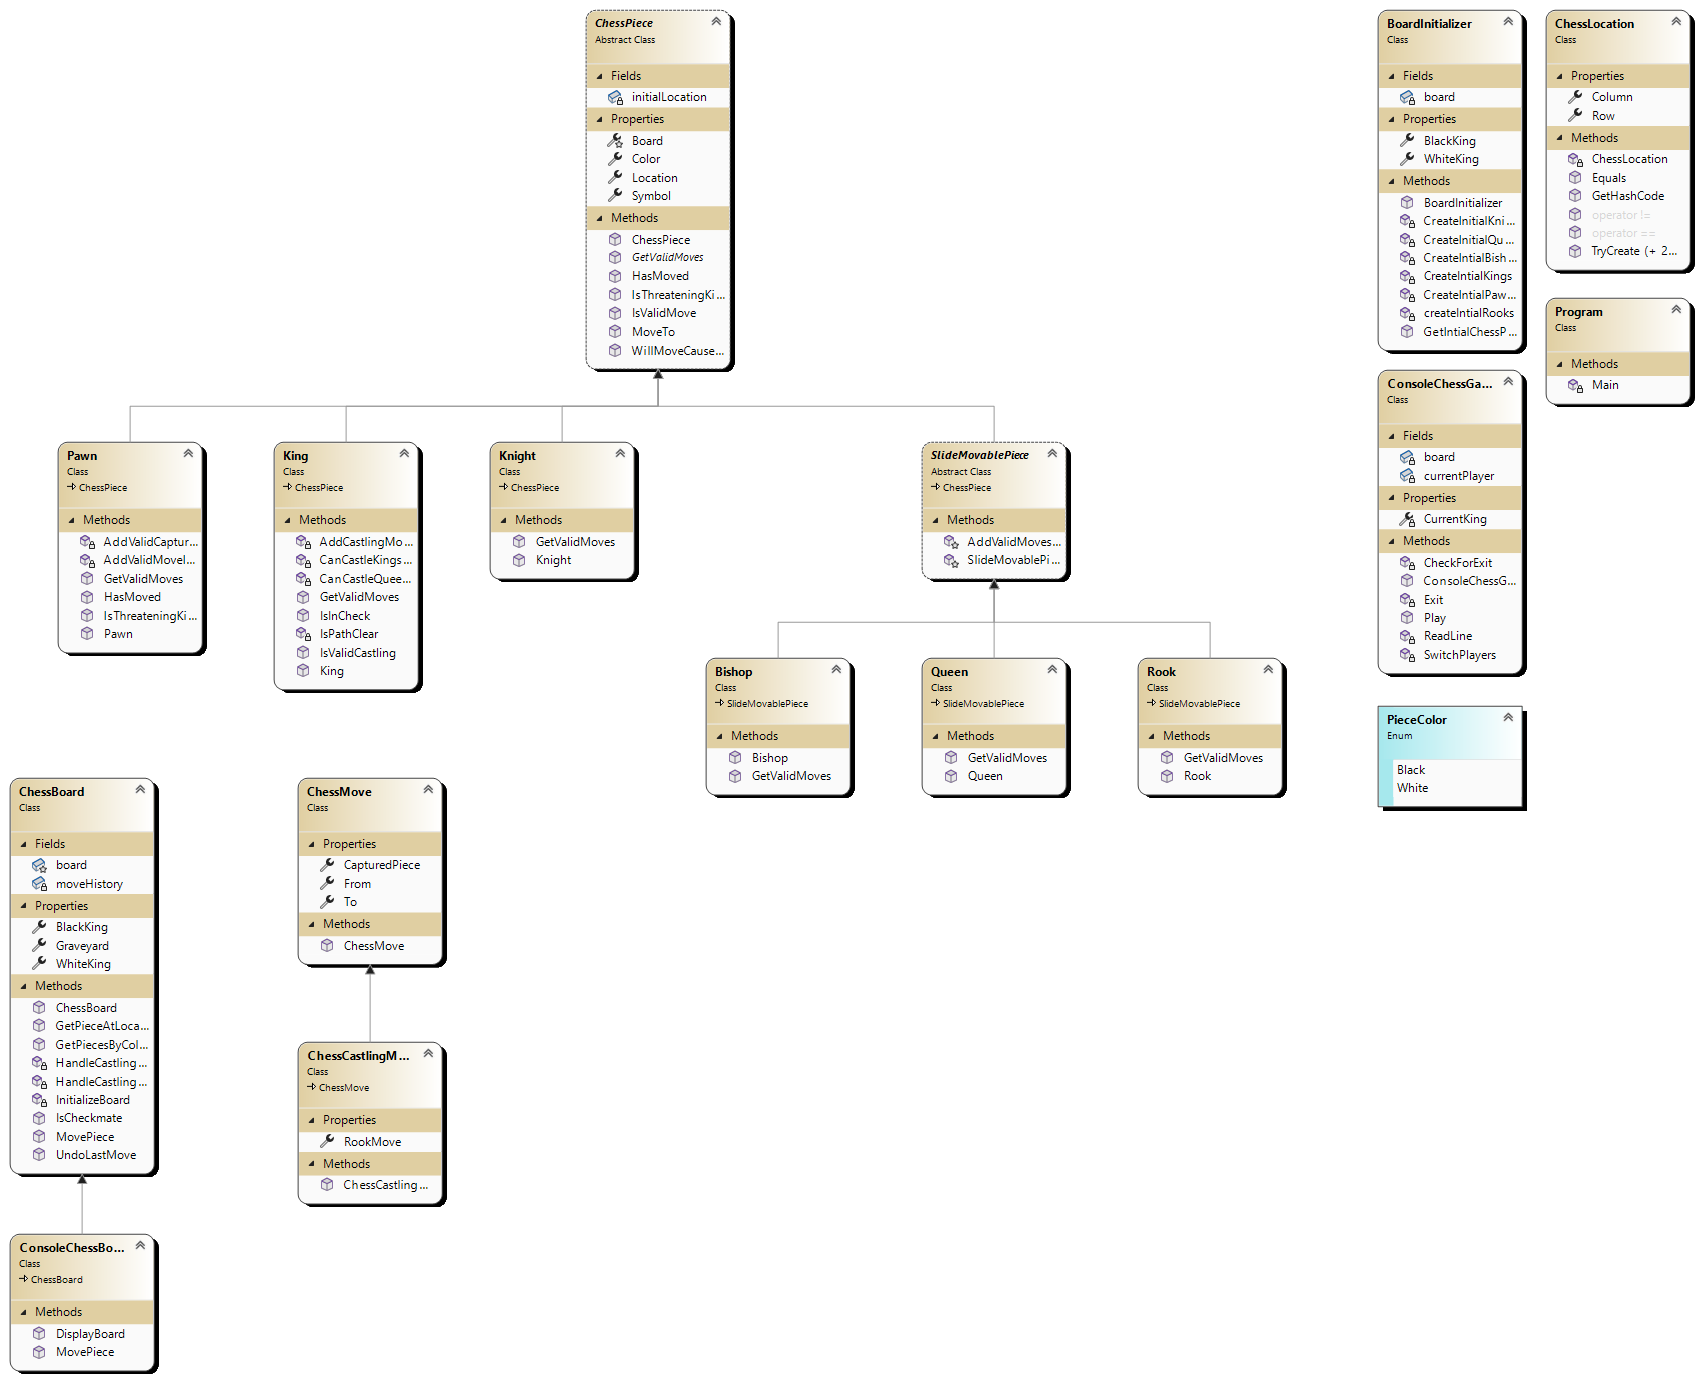 ChessPiece
Abstract Class
Fields
initialLocation
Properties
Board
Color
Location
Symbol
Methods
ChessPiece
GetValidMoves
HasMoved
IsThreateningKi...
IsValidMove
MoveTo
WillMoveCause...
BoardInitializer
Class
Fields
board
Properties
BlackKing
WhiteKing
Methods
BoardInitializer
CreateInitialKni...
CreateInitialQu...
CreateIntialBish...
CreateIntialKings
CreateIntialPaw...
createIntialRooks
GetIntialChessP...
ChessLocation
Class
Properties
Column
Row
Methods
ChessLocation
Equals
GetHashCode
operator !=
operator ==
TryCreate (+ 2...
Program
Class
Methods
Main
ConsoleChessGa...
Class
Fields
board
currentPlayer
Properties
CurrentKing
Methods
CheckForExit
ConsoleChessG...
Exit
Play
ReadLine
SwitchPlayers
Pawn
Class
ChessPiece
Methods
AddValidCaptur...
AddValidMoveI...
GetValidMoves
HasMoved
IsThreateningKi...
Pawn
King
Class
ChessPiece
Methods
AddCastlingMo...
CanCastleKings...
CanCastleQuee...
GetValidMoves
IsInCheck
IsPathClear
IsValidCastling
King
Knight
Class
ChessPiece
Methods
GetValidMoves
Knight
SlideMovablePiece
Abstract Class
ChessPiece
Methods
AddValidMoves...
SlideMovablePi...
Bishop
Class
SlideMovablePiece
Methods
Bishop
GetValidMoves
Queen
Class
SlideMovablePiece
Methods
GetValidMoves
Queen
Rook
Class
SlideMovablePiece
Methods
GetValidMoves
Rook
PieceColor
Enum
Black
White
ChessBoard
Class
Fields
board
moveHistory
Properties
BlackKing
Graveyard
WhiteKing
Methods
ChessBoard
GetPieceAtLoca...
GetPiecesByCol...
HandleCastling...
HandleCastling...
InitializeBoard
IsCheckmate
MovePiece
UndoLastMove
ChessMove
Class
Properties
CapturedPiece
From
To
Methods
ChessMove
ChessCastlingM...
Class
ChessMove
Properties
RookMove
Methods
ChessCastling...
ConsoleChessBo...
Class
ChessBoard
Methods
DisplayBoard
MovePiece